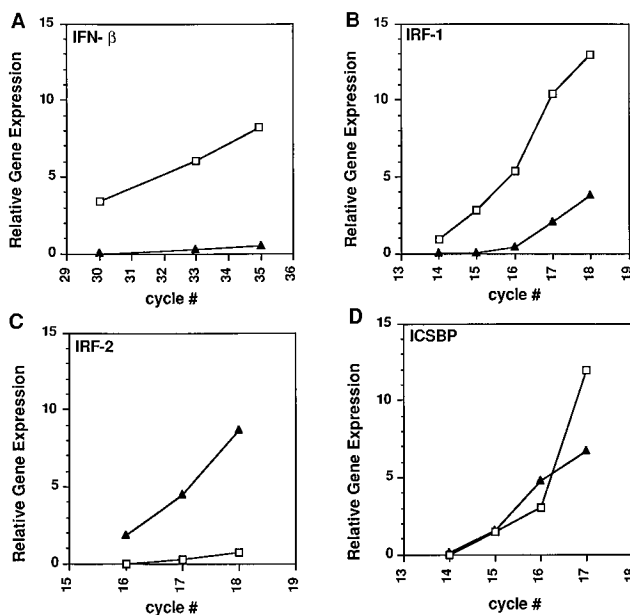 A
IFN- β
Relative Gene Expression
15
10
5
0
29
30
31
32
33
34
35
36
cycle #
B
IRF-1
Relative Gene Expression
15
10
5
0
13
14
15
16
17
18
19
cycle #
C
IRF-2
Relative Gene Expression
15
10
5
0
15
16
17
18
19
cycle #
D
ICSBP
Relative Gene Expression
15
10
5
0
13
14
15
16
17
18
cycle #